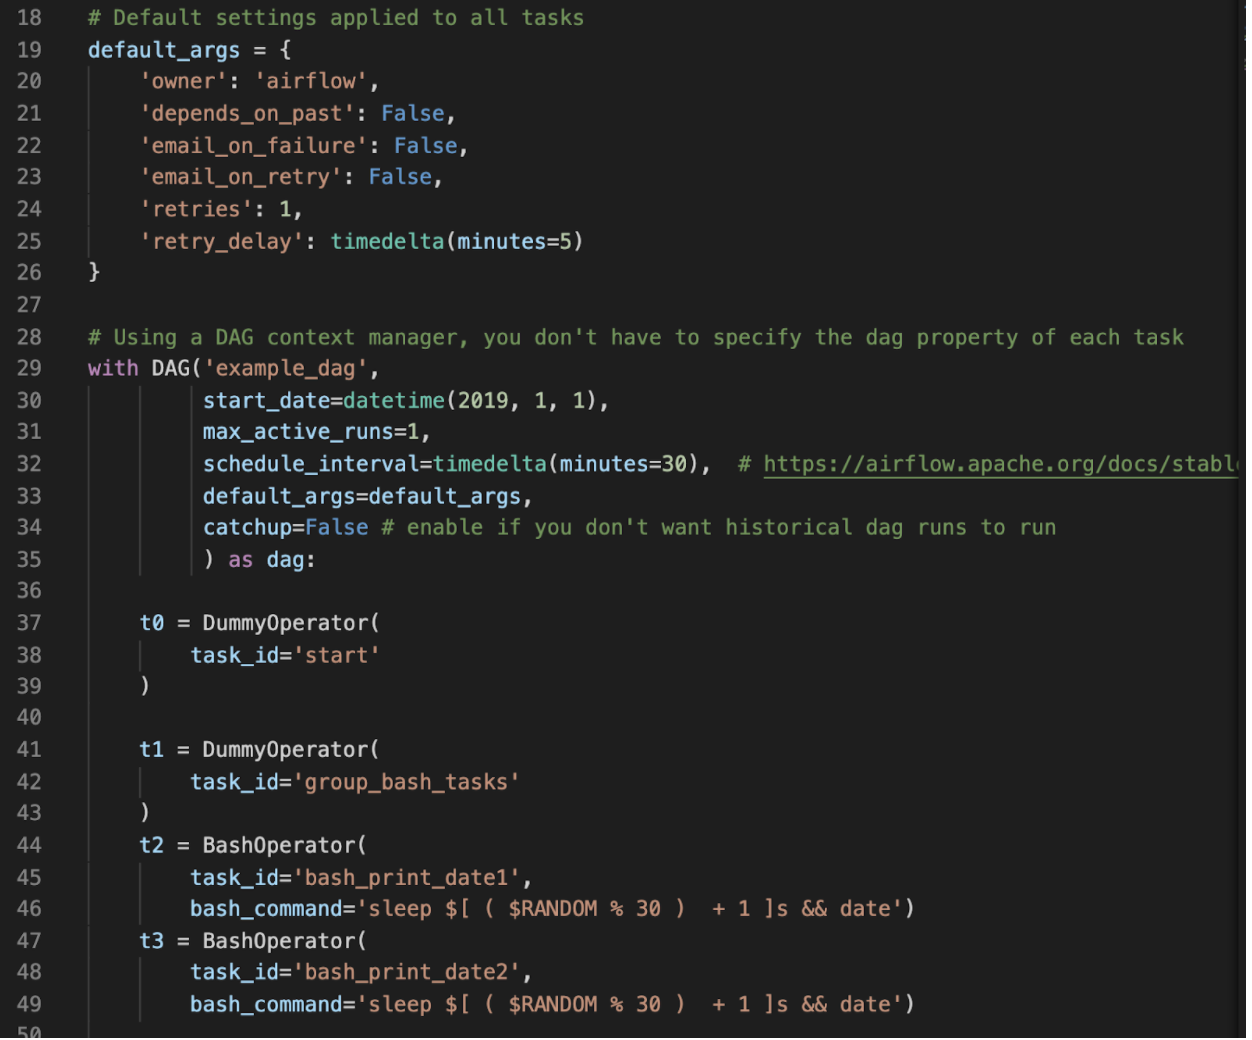 18 # Default settings applied to all tasks
19 default_args = {
20 'owner': 'airflow',
21 'depends_on_past': False,
22 'email_on_failure': False,
23 'email_on_retry': False,
24 'retries': 1,
25 'retry_delay': timedelta(minutes=5)
26 }
27
28 # Using a DAG context manager, you don't have to specify the dag property of each task
29 with DAG('example_dag',
30 start_date=datetime(2019, 1, 1),
31 max_active_runs=1,
32 schedule_interval=timedelta(minutes=30),  # https://airflow.apache.org/docs/stabl
33 default_args=default_args,
34 catchup=False # enable if you don't want historical dag runs to run
35 ) as dag:
36
37 t0 = DummyOperator(
38 task_id='start'
39 )
40
41 t1 = DummyOperator(
42 task_id='group_bash_tasks'
43 )
44 t2 = BashOperator(
45 task_id='bash_print_date1',
46 bash_command='sleep $[ ( $RANDOM % 30 )  + 1 ]s && date')
47 t3 = BashOperator(
48 task_id='bash_print_date2',
49 bash_command='sleep $[ ( $RANDOM % 30 )  + 1 ]s && date')
50